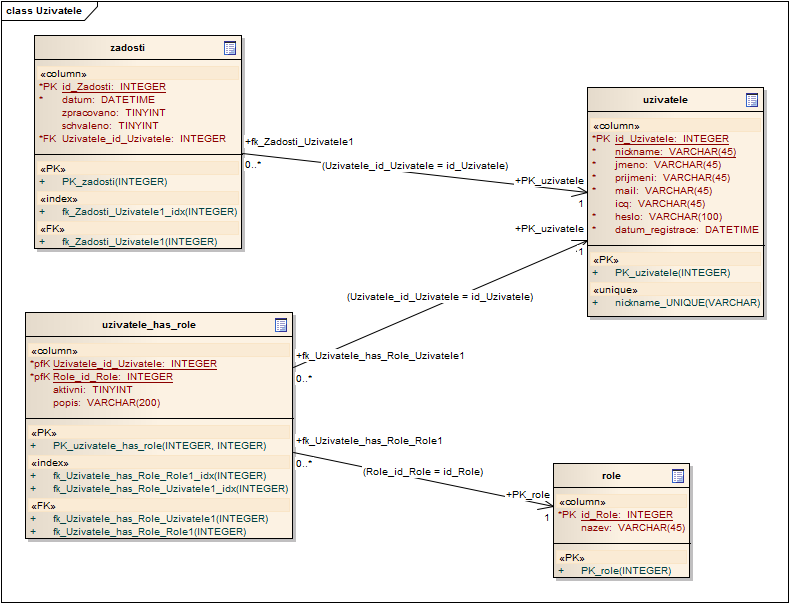 class Uzivatele
zadosti
«column»
*PK id_Zadosti: INTEGER
* datum: DATETIME
zpracovano: TINYINT
schvaleno: TINYINT
*FK Uzivatele_id_Uzivatele: INTEGER
«PK»
+ PK_zadosti(INTEGER)
«index»
+ fk_Zadosti_Uzivatele1_idx(INTEGER)
«FK»
+ fk_Zadosti_Uzivatele1(INTEGER)
+fk_Zadosti_Uzivatele1
0..*
(Uzivatele_id_Uzivatele = id_Uzivatele)
+PK_uzivatele
1
uzivatele
«column»
*PK id_Uzivatele: INTEGER
* nickname: VARCHAR(45)
* jmeno: VARCHAR(45)
* prijmeni: VARCHAR(45)
* mail: VARCHAR(45)
icq: VARCHAR(45)
* heslo: VARCHAR(100)
* datum_registrace: DATETIME
«PK»
+ PK_uzivatele(INTEGER)
«unique»
+ nickname_UNIQUE(VARCHAR)
+PK_uzivatele
1
(Uzivatele_id_Uzivatele = id_Uzivatele)
+fk_Uzivatele_has_Role_Uzivatele1
0..*
uzivatele_has_role
«column»
*pfK Uzivatele_id_Uzivatele: INTEGER
*pfK Role_id_Role: INTEGER
aktivni: TINYINT
popis: VARCHAR(200)
«PK»
+ PK_uzivatele_has_role(INTEGER, INTEGER)
«index»
+ fk_Uzivatele_has_Role_Role1_idx(INTEGER)
+ fk_Uzivatele_has_Role_Uzivatele1_idx(INTEGER)
«FK»
+ fk_Uzivatele_has_Role_Uzivatele1(INTEGER)
+ fk_Uzivatele_has_Role_Role1(INTEGER)
+fk_Uzivatele_has_Role_Role1
0..*
(Role_id_Role = id_Role)
+PK_role
1
role
«column»
*PK id_Role: INTEGER
nazev: VARCHAR(45)
«PK»
+ PK_role(INTEGER)